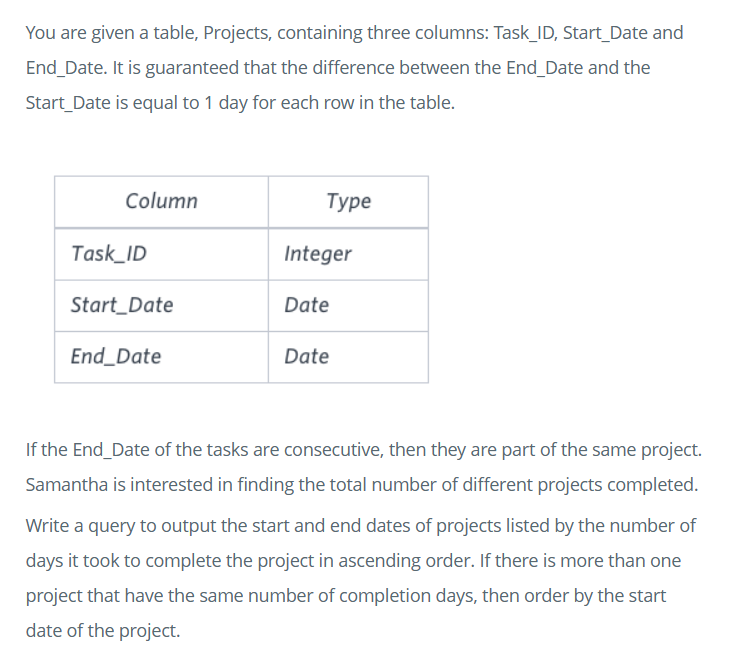 You are given a table, Projects, containing three columns: Task_ID, Start_Date and
End_Date. It is guaranteed that the difference between the End_Date and the
Start_Date is equal to 1 day for each row in the table.
Column Type
Task_ID Integer
Start_Date Date
End_Date Date
If the End_Date of the tasks are consecutive, then they are part of the same project.
Samantha is interested in finding the total number of different projects completed.
Write a query to output the start and end dates of projects listed by the number of
days it took to complete the project in ascending order. If there is more than one
project that have the same number of completion days, then order by the start
date of the project.